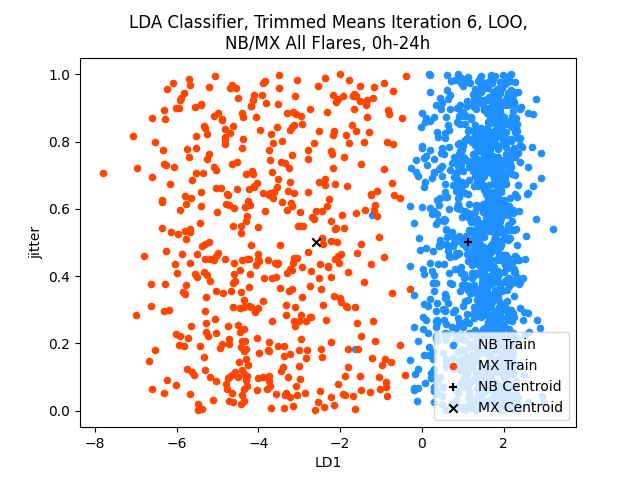 LDA Classifier, Trimmed Means Iteration 6, LOO,
NB/MX All Flares, 0h-24h
1.0
0.8
0.6
0.4
0.2
0.0
jitter
NB Train
MX Train
NB Centroid
MX Centroid
−8
−6
−4
−2
0
2
LD1